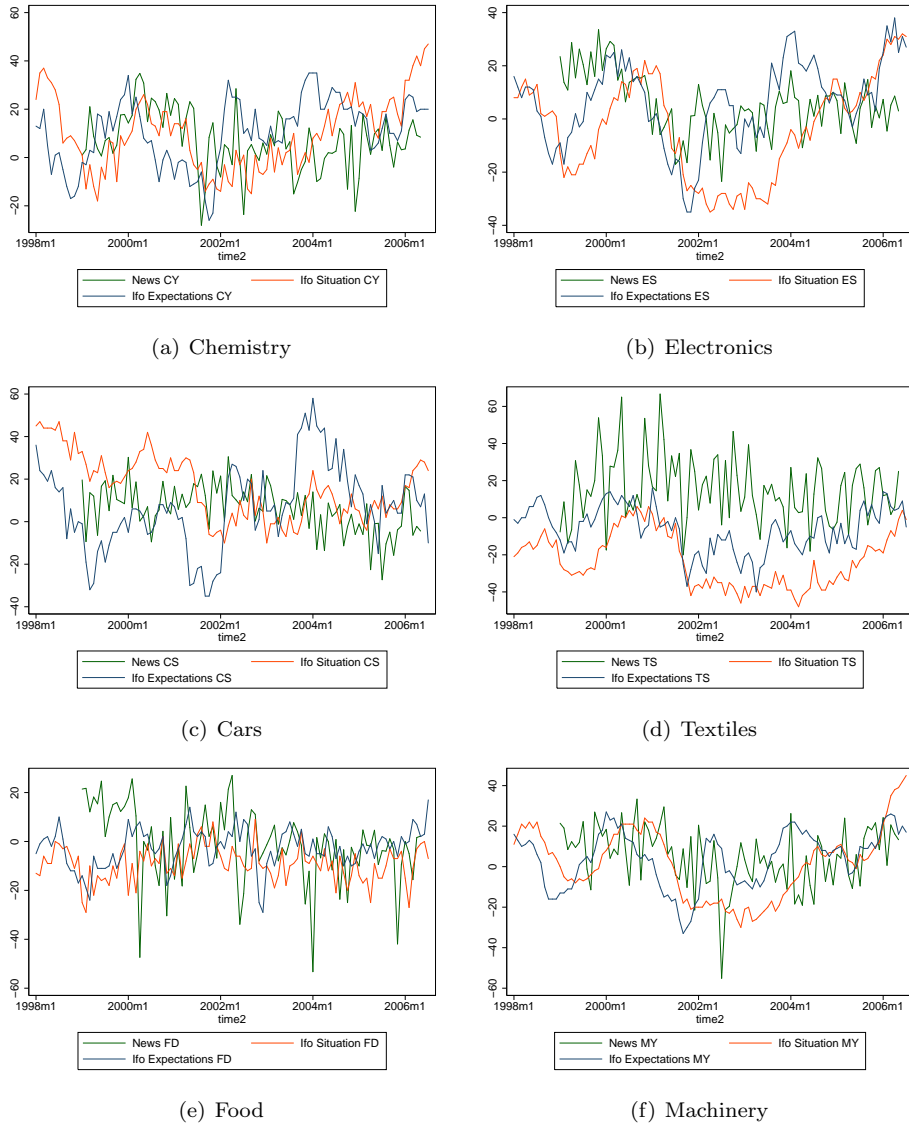 40
20
0
−20
1998m1 2000m1 2002m1 2004m1 2006m1
time2
News CY Ifo Situation CY
Ifo Expectations CY
(a) Chemistry
40
20
0
−20
−40
1998m1 2000m1 2002m1 2004m1 2006m1
time2
News ES Ifo Situation ES
Ifo Expectations ES
(b) Electronics
60
40
20
0
−20
−40
1998m1 2000m1 2002m1 2004m1 2006m1
time2
News CS Ifo Situation CS
Ifo Expectations CS
(c) Cars
60
40
20
0
−20
−40
1998m1 2000m1 2002m1 2004m1 2006m1
time2
News TS Ifo Situation TS
Ifo Expectations TS
(d) Textiles
20
0
−20
−40
−60
1998m1 2000m1 2002m1 2004m1 2006m1
time2
News FD Ifo Situation FD
Ifo Expectations FD
(e) Food
40
20
0
−20
−40
−60
1998m1 2000m1 2002m1 2004m1 2006m1
time2
News MY Ifo Situation MY
Ifo Expectations MY
(f) Machinery